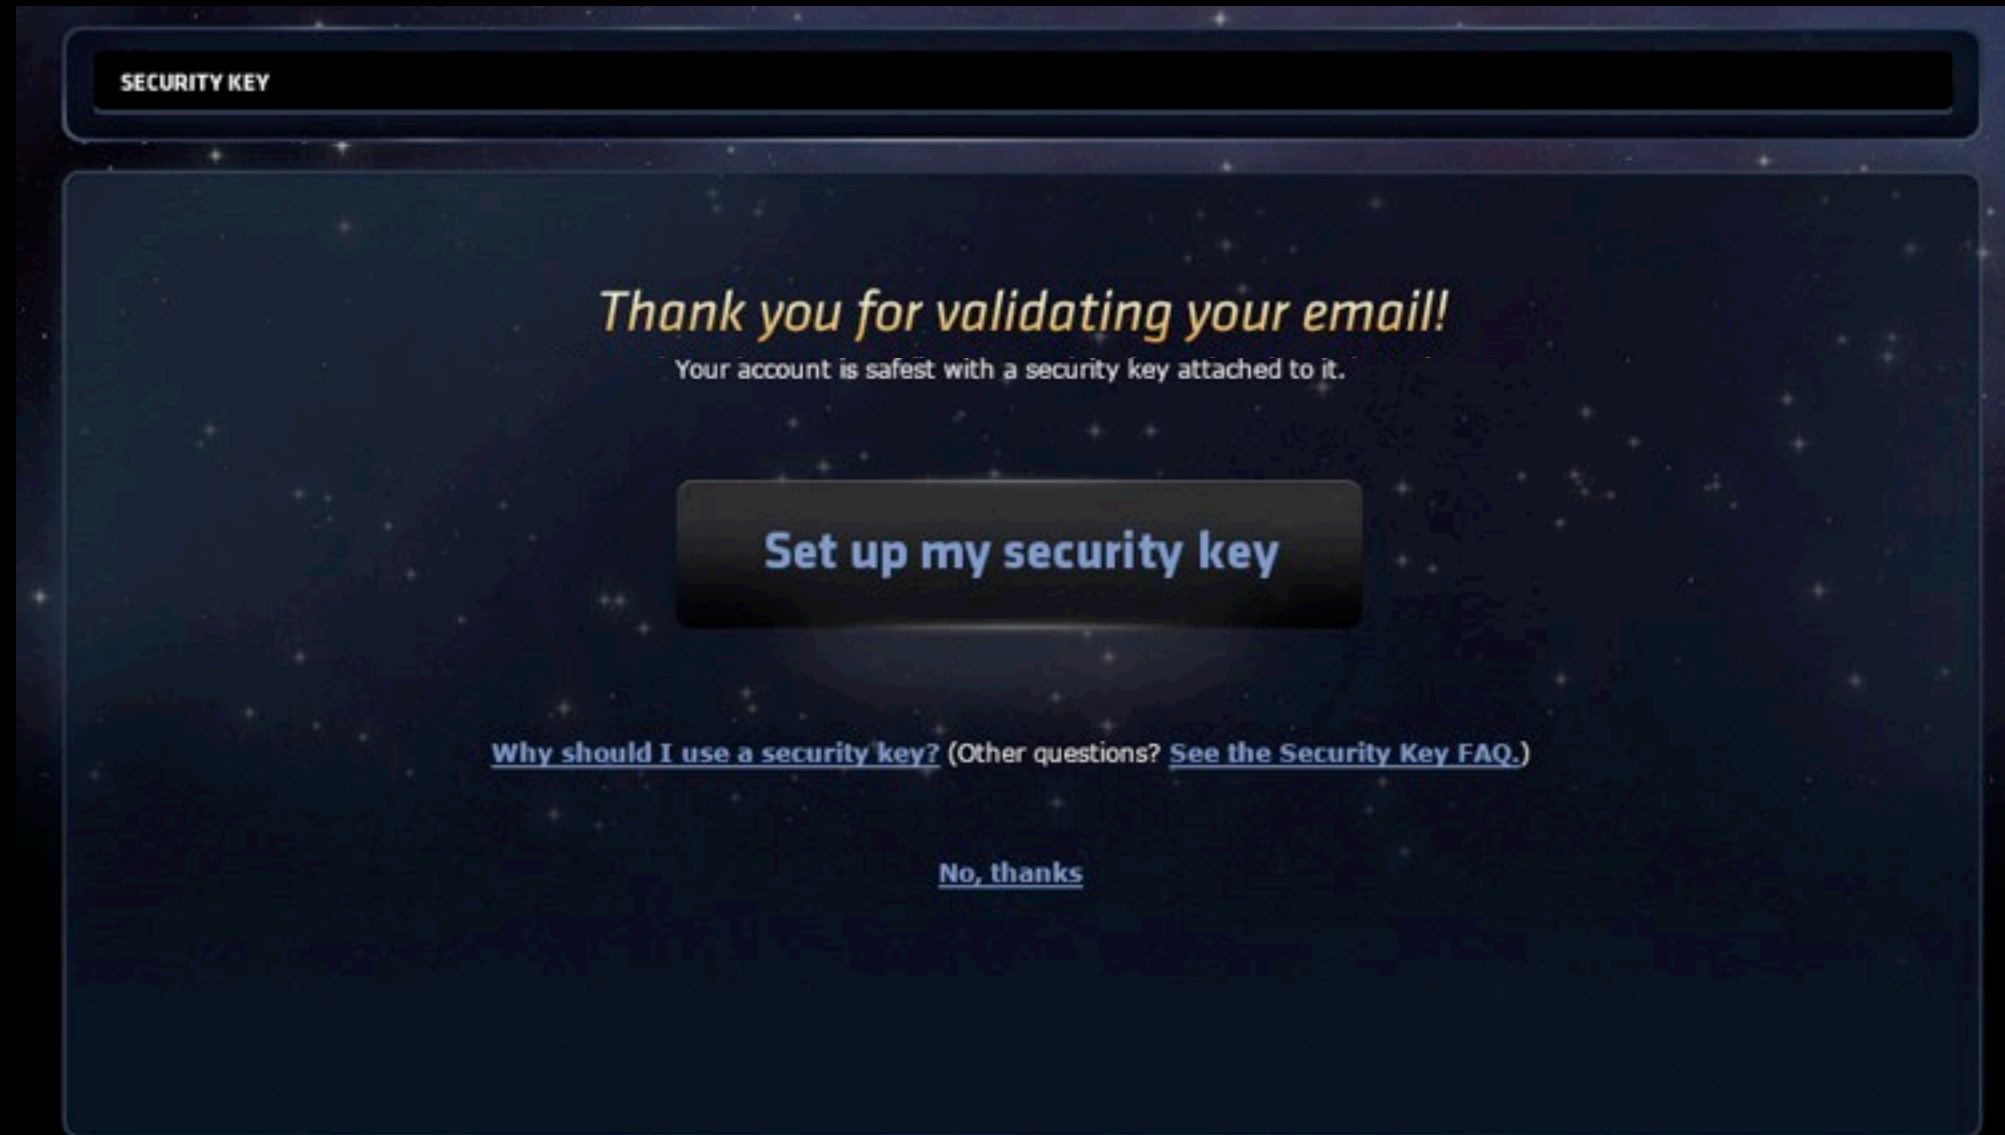 SECURITY KEY
Thank you for validating your email!
Your account is safest with a security key attached to it.
Set up my security key
Why should I use a security key? (Other questions? See the Security Key FAQ.)
No, thanks